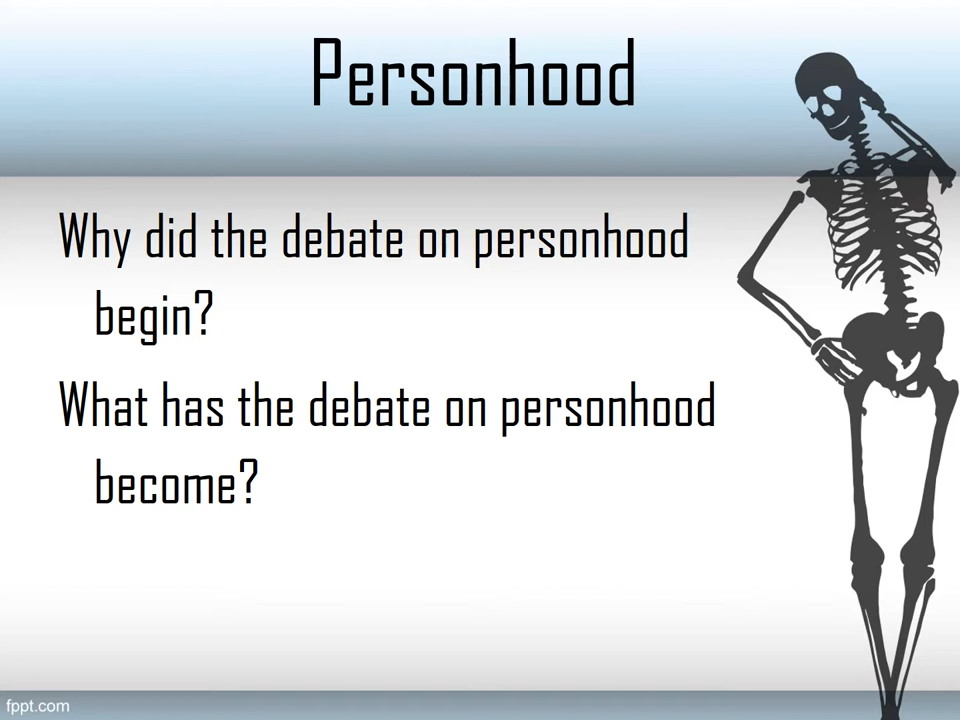 Personhood
Why did the debate on personhood
begin?
What has the debate on personhood
become?
fppt.com